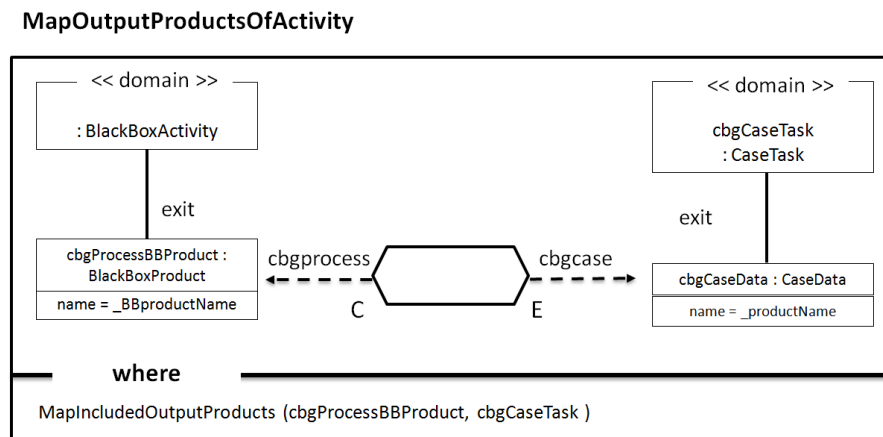 MapOutputProductsOfActivity
<< domain >>
: BlackBoxActivity
exit
cbgProcessBBProduct :
BlackBoxProduct
name = _BBproductName
cbgprocess
C
cbgcase
E
<< domain >>
cbgCaseTask
: CaseTask
exit
cbgCaseData : CaseData
name = _productName
where
MapIncludedOutputProducts (cbgProcessBBProduct, cbgCaseTask )